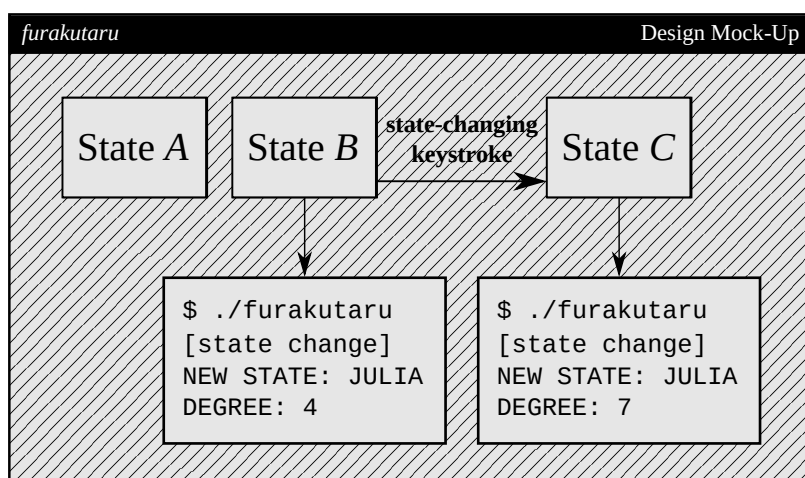 furakutaru
Design Mock-Up
State A
State B
state-changing
keystroke
State C
$ ./furakutaru
[state change]
NEW STATE: JULIA
DEGREE: 4
$ ./furakutaru
[state change]
NEW STATE: JULIA
DEGREE: 7